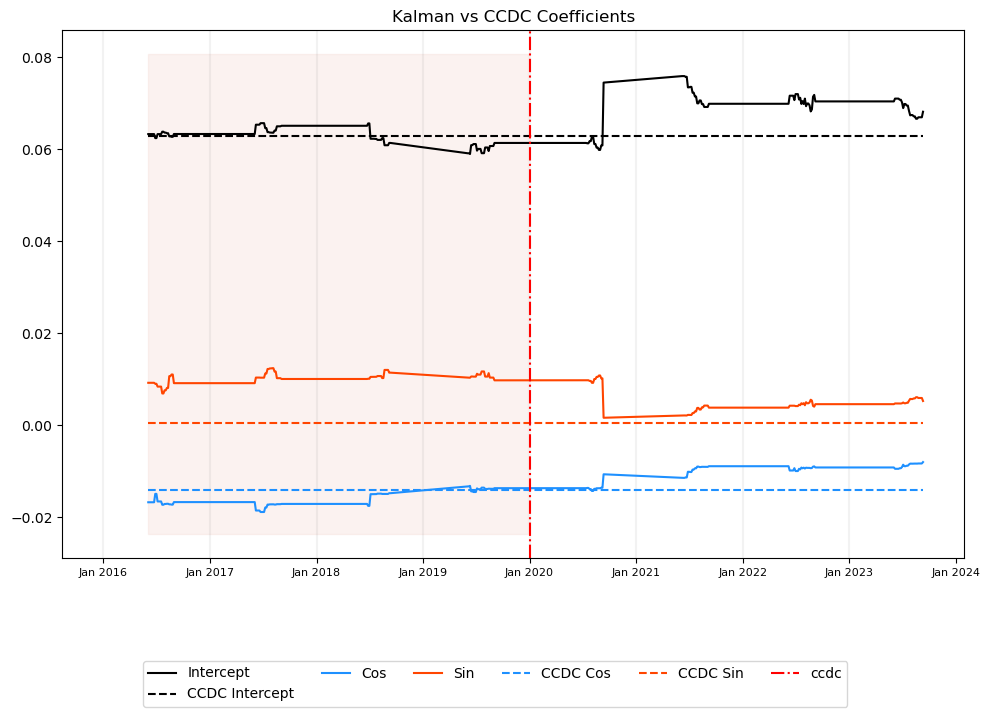 Kalman vs CCDC Coefficients
0.08
0.06
0.04
0.02
0.00
−0.02
Jan 2016 Jan 2017 Jan 2018 Jan 2019 Jan 2020 Jan 2021 Jan 2022 Jan 2023 Jan 2024
Intercept Cos Sin CCDC Cos CCDC Sin ccdc
CCDC Intercept